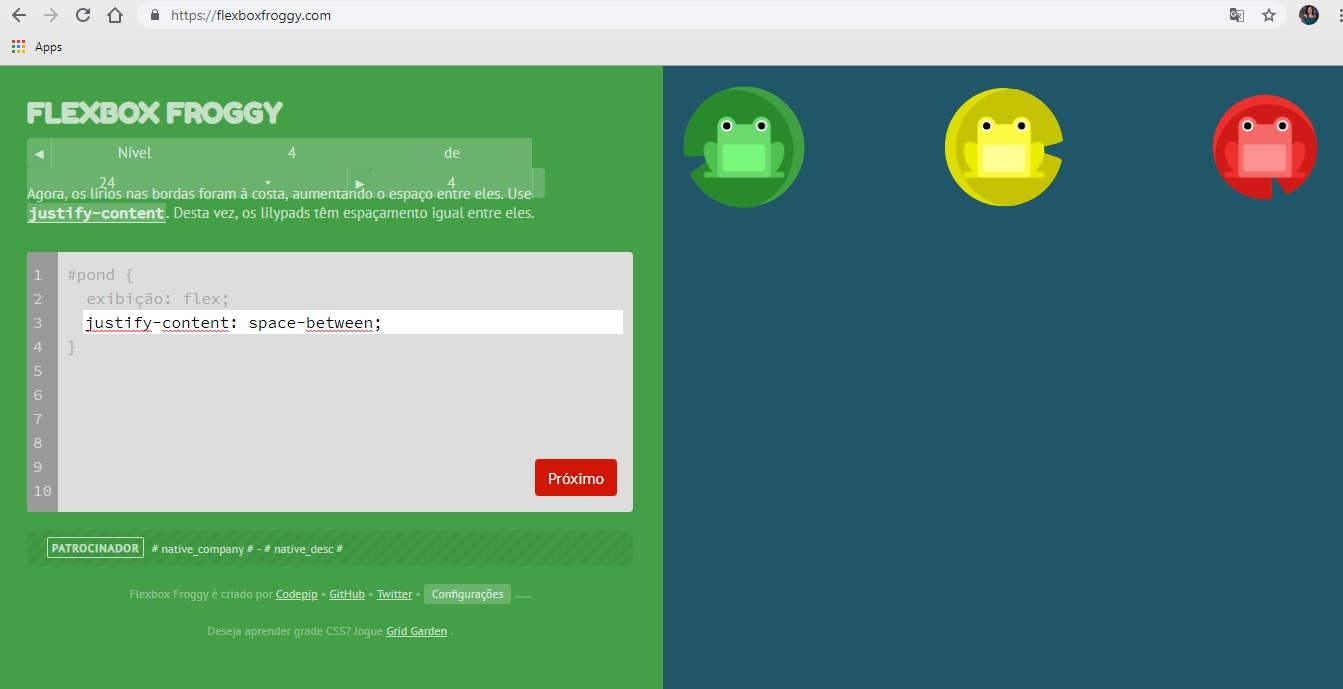 https://flexboxfroggy.com
Apps
FLEXBOX FROGGY
◀ Nível 4 de
24 ▾ ▶ 4
Agora, os lírios nas bordas foram à costa, aumentando o espaço entre eles. Use
justify-content. Desta vez, os lilypads têm espaçamento igual entre eles.
1 #pond {
2 exibição: flex;
3 justify-content: space-between;
4 }
5
6
7
8
9
10
Próximo
PATROCINADOR # native_company # - # native_desc #
Flexbox Froggy é criado por Codepip • GitHub • Twitter • Configurações
Deseja aprender grade CSS? Jogue Grid Garden .